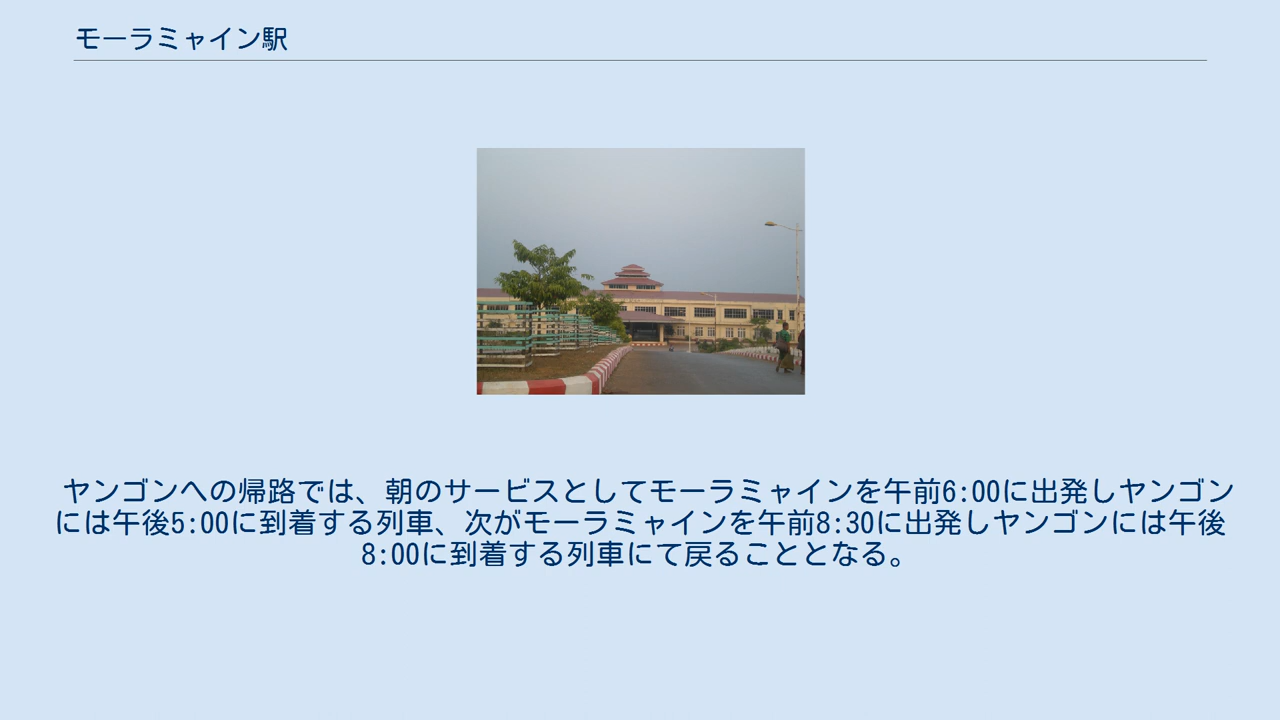 モーラミャイン駅
ヤンゴンへの帰路では、朝のサービスとしてモーラミャインを午前6:00に出発しヤンゴン
には午後5:00に到着する列車、次がモーラミャインを午前8:30に出発しヤンゴンには午後
8:00に到着する列車にて戻ることとなる。